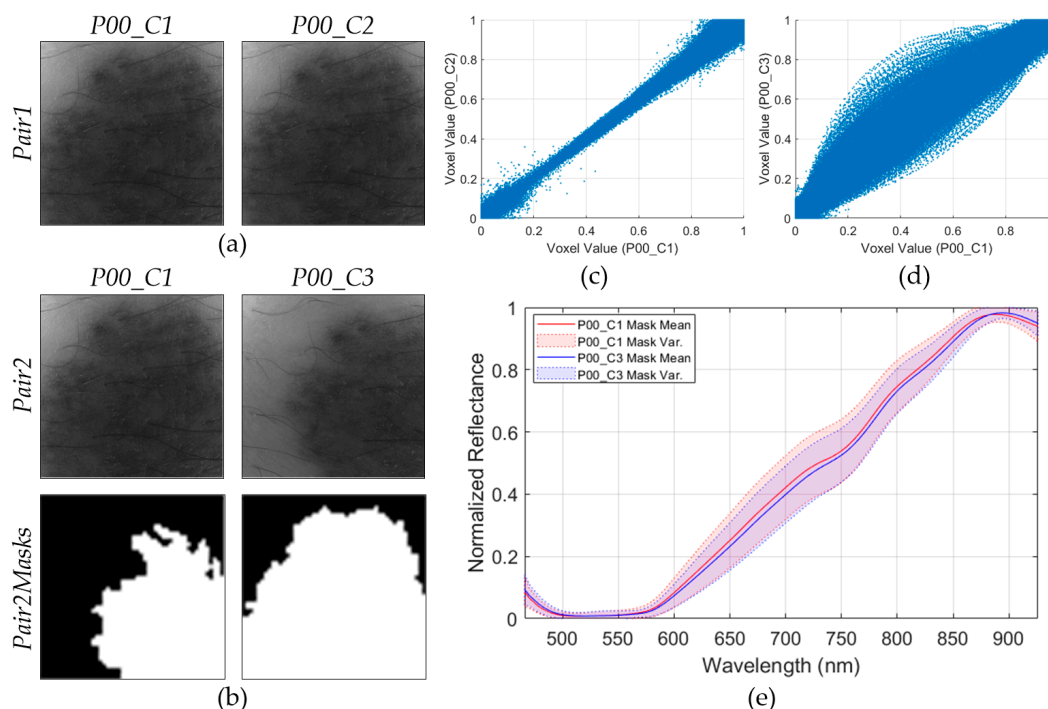 P00_C1
P00_C2
Pair1
(a)
P00_C1
P00_C3
Pair2
Pair2Masks
(b)
1
0.8
0.6
0.4
0.2
0
Voxel Value (P00_C2)
0
0.2
0.4
0.6
0.8
1
Voxel Value (P00_C1)
(c)
1
0.8
0.6
0.4
0.2
0
Voxel Value (P00_C3)
0
0.2
0.4
0.6
0.8
Voxel Value (P00_C1)
(d)
P00_C1 Mask Mean
P00_C1 Mask Var.
P00_C3 Mask Mean
P00_C3 Mask Var.
1
0.8
0.6
0.4
0.2
0
Normalized Reflectance
500
550
600
650
700
750
800
850
900
Wavelength (nm)
(e)